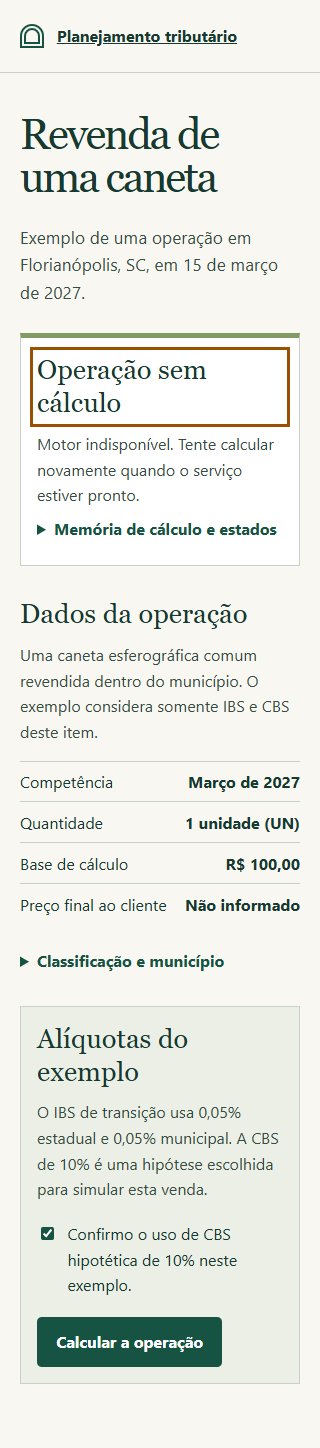 Planejamento tributário
Revenda de
uma caneta
Exemplo de uma operação em
Florianópolis, SC, em 15 de março
de 2027.
Operação sem
cálculo
Motor indisponível. Tente calcular
novamente quando o serviço
estiver pronto.
Memória de cálculo e estados
Dados da operação
Uma caneta esferográfica comum
revendida dentro do município. O
exemplo considera somente IBS e CBS
deste item.
Competência Março de 2027
Quantidade 1 unidade (UN)
Base de cálculo R$ 100,00
Preço final ao cliente Não informado
Classificação e município
Alíquotas do
exemplo
O IBS de transição usa 0,05%
estadual e 0,05% municipal. A CBS
de 10% é uma hipótese escolhida
para simular esta venda.
Confirmo o uso de CBS
hipotética de 10% neste
exemplo.
Calcular a operação